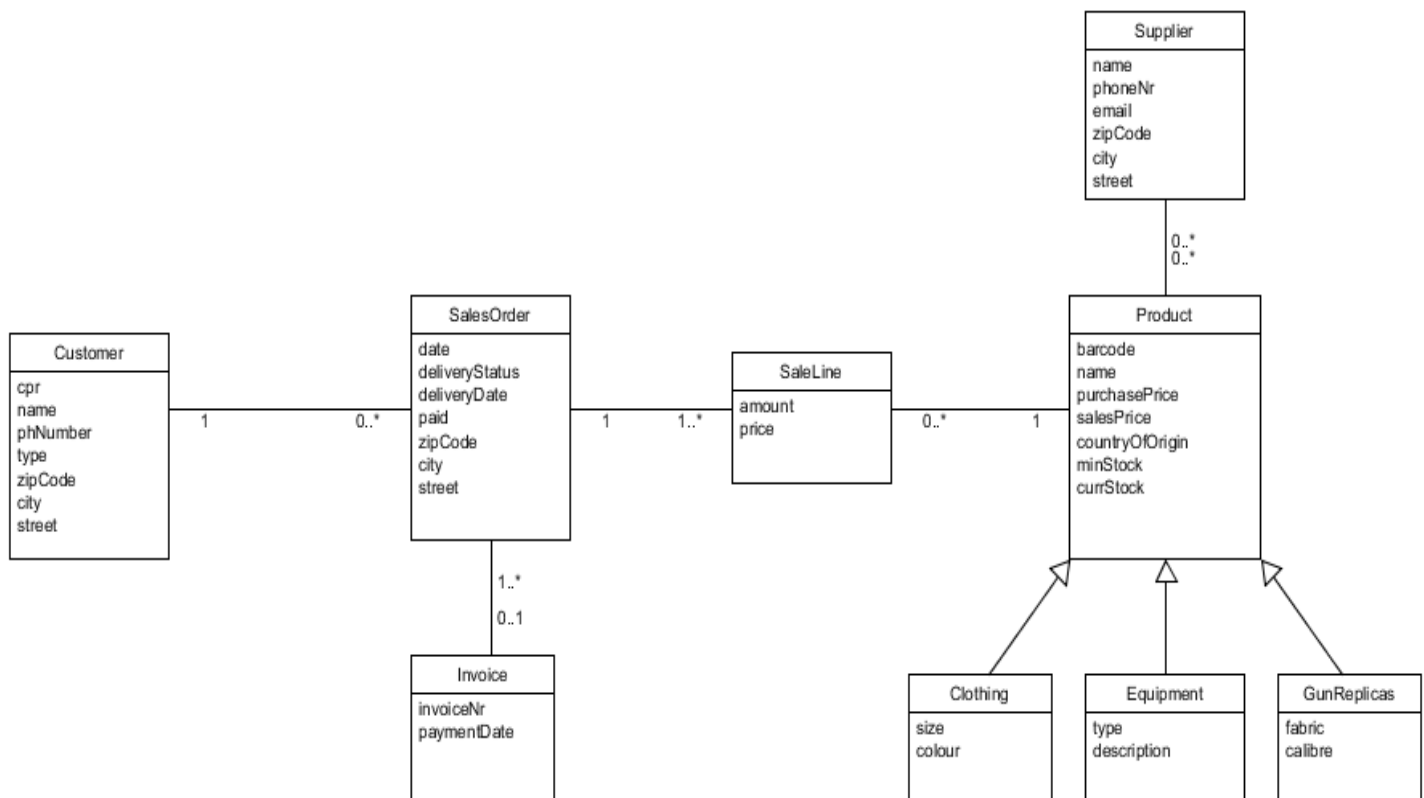 Supplier
name
phoneNr
email
zipCode
city
street
0..*
0..*
Customer
cpr
name
phNumber
type
zipCode
city
street
1
0..*
SalesOrder
date
deliveryStatus
deliveryDate
paid
zipCode
city
street
1
1..*
SaleLine
amount
price
0..*
1
Product
barcode
name
purchasePrice
salesPrice
countryOfOrigin
minStock
currStock
1..*
0..1
Invoice
invoiceNr
paymentDate
Clothing
size
colour
Equipment
type
description
GunReplicas
fabric
calibre